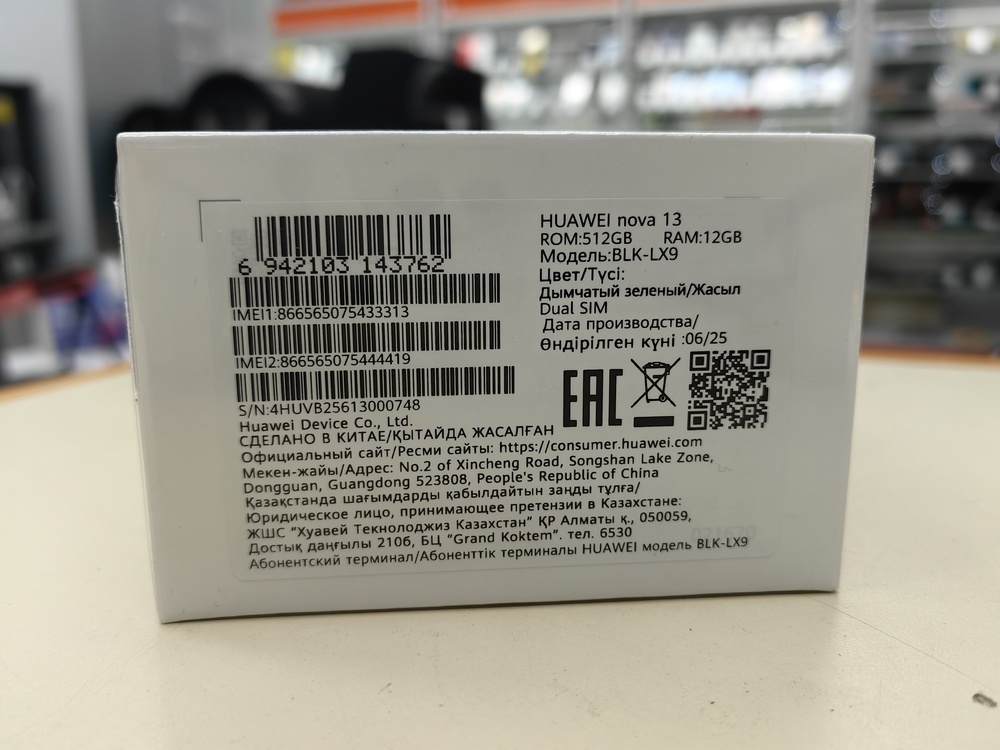 6 942103 143762
IMEI1:866565075433313
IMEI2:866565075444419
S/N:4HUVB25613000748
HUAWEI nova 13
ROM:512GB RAM:12GB
Модель:BLK-LX9
Цвет/Түсі:
Дымчатый зеленый/Жасыл
Dual SIM
Дата производства/
Өндірілген күні :06/25
EAC
Huawei Device Co., Ltd.
СДЕЛАНО В КИТАЕ/ҚЫТАЙДА ЖАСАЛҒАН
Официальный сайт/Ресми сайты: https://consumer.huawei.com
Мекен-жайы/Адрес: No.2 of Xincheng Road, Songshan Lake Zone,
Dongguan, Guangdong 523808, People's Republic of China
Қазақстанда шағымдарды қабылдайтын заңды тұлға/
Юридическое лицо, принимающее претензии в Казахстане:
ЖШС "Хуавей Текнолоджиз Казахстан" ҚР Алматы қ., 050059,
Достық даңғылы 210б, БЦ "Grand Koktem". тел. 6530
Абонентский терминал/Абоненттік терминалы HUAWEI модель BLK-LX9